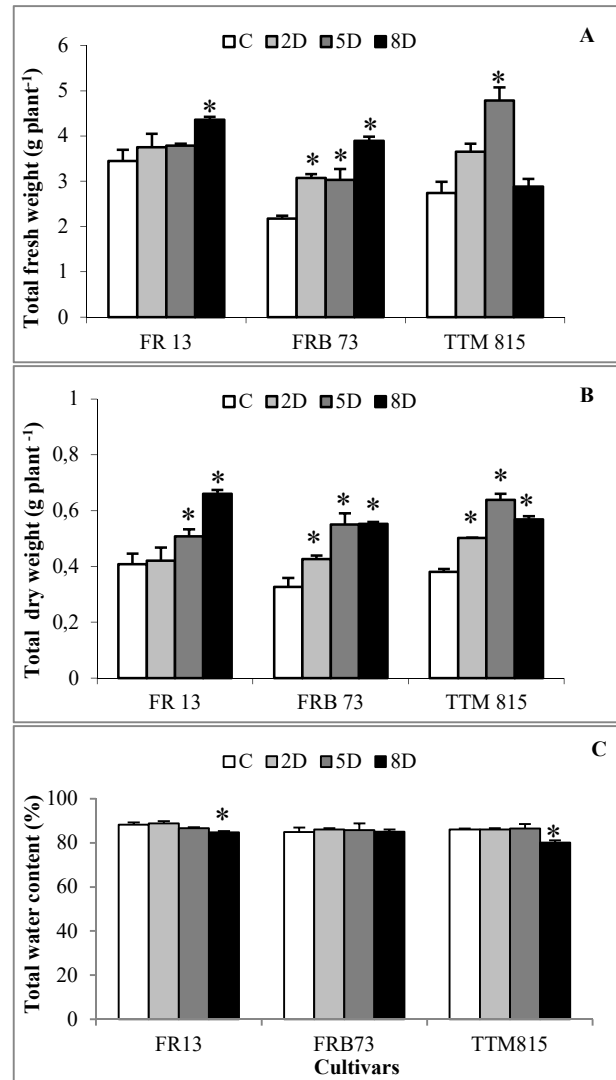 A
C 2D 5D 8D
Total fresh weight (g plant⁻¹)
6
5
4
3
2
1
0
* * * * *
FR 13 FRB 73 TTM 815
B
C 2D 5D 8D
Total dry weight (g plant ⁻¹)
1
0,8
0,6
0,4
0,2
0
* * * * * * * *
FR 13 FRB 73 TTM 815
C
C 2D 5D 8D
Total water content (%)
100
80
60
40
20
0
* *
FR13 FRB73 TTM815
Cultivars